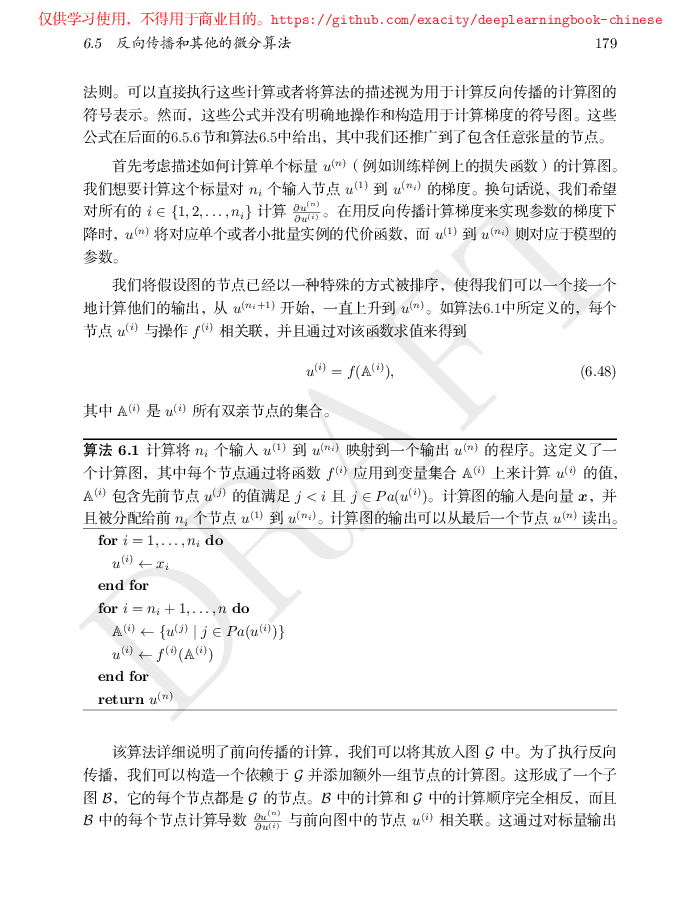 仅供学习使用，不得用于商业目的。https://github.com/exacity/deeplearningbook-chinese
6.5 反向传播和其他的微分算法 179
法则。可以直接执行这些计算或者将算法的描述视为用于计算反向传播的计算图的
符号表示。然而，这些公式并没有明确地操作和构造用于计算梯度的符号图。这些
公式在后面的6.5.6节和算法6.5中给出，其中我们还推广到了包含任意张量的节点。
首先考虑描述如何计算单个标量 u^{(n)}（例如训练样例上的损失函数）的计算图。
我们想要计算这个标量对 n_i 个输入节点 u^{(1)} 到 u^{(n_i)} 的梯度。换句话说，我们希望
对所有的 i ∈ {1, 2, . . . , n_i} 计算 ∂u^{(n)}/∂u^{(i)}。在用反向传播计算梯度来实现参数的梯度下
降时，u^{(n)} 将对应单个或者小批量实例的代价函数，而 u^{(1)} 到 u^{(n_i)} 则对应于模型的
参数。
我们将假设图的节点已经以一种特殊的方式被排序，使得我们可以一个接一个
地计算他们的输出，从 u^{(n_i+1)} 开始，一直上升到 u^{(n)}。如算法6.1中所定义的，每个
节点 u^{(i)} 与操作 f^{(i)} 相关联，并且通过对该函数求值来得到
u^{(i)} = f(𝔸^{(i)}), (6.48)
其中 𝔸^{(i)} 是 u^{(i)} 所有双亲节点的集合。
算法 6.1 计算将 n_i 个输入 u^{(1)} 到 u^{(n_i)} 映射到一个输出 u^{(n)} 的程序。这定义了一
个计算图，其中每个节点通过将函数 f^{(i)} 应用到变量集合 𝔸^{(i)} 上来计算 u^{(i)} 的值，
𝔸^{(i)} 包含先前节点 u^{(j)} 的值满足 j < i 且 j ∈ Pa(u^{(i)})。计算图的输入是向量 x，并
且被分配给前 n_i 个节点 u^{(1)} 到 u^{(n_i)}。计算图的输出可以从最后一个节点 u^{(n)} 读出。
for i = 1, . . . , n_i do
u^{(i)} ← x_i
end for
for i = n_i + 1, . . . , n do
𝔸^{(i)} ← {u^{(j)} | j ∈ Pa(u^{(i)})}
u^{(i)} ← f^{(i)}(𝔸^{(i)})
end for
return u^{(n)}
该算法详细说明了前向传播的计算，我们可以将其放入图 𝒢 中。为了执行反向
传播，我们可以构造一个依赖于 𝒢 并添加额外一组节点的计算图。这形成了一个子
图 ℬ，它的每个节点都是 𝒢 的节点。ℬ 中的计算和 𝒢 中的计算顺序完全相反，而且
ℬ 中的每个节点计算导数 ∂u^{(n)}/∂u^{(i)} 与前向图中的节点 u^{(i)} 相关联。这通过对标量输出
DRAFT